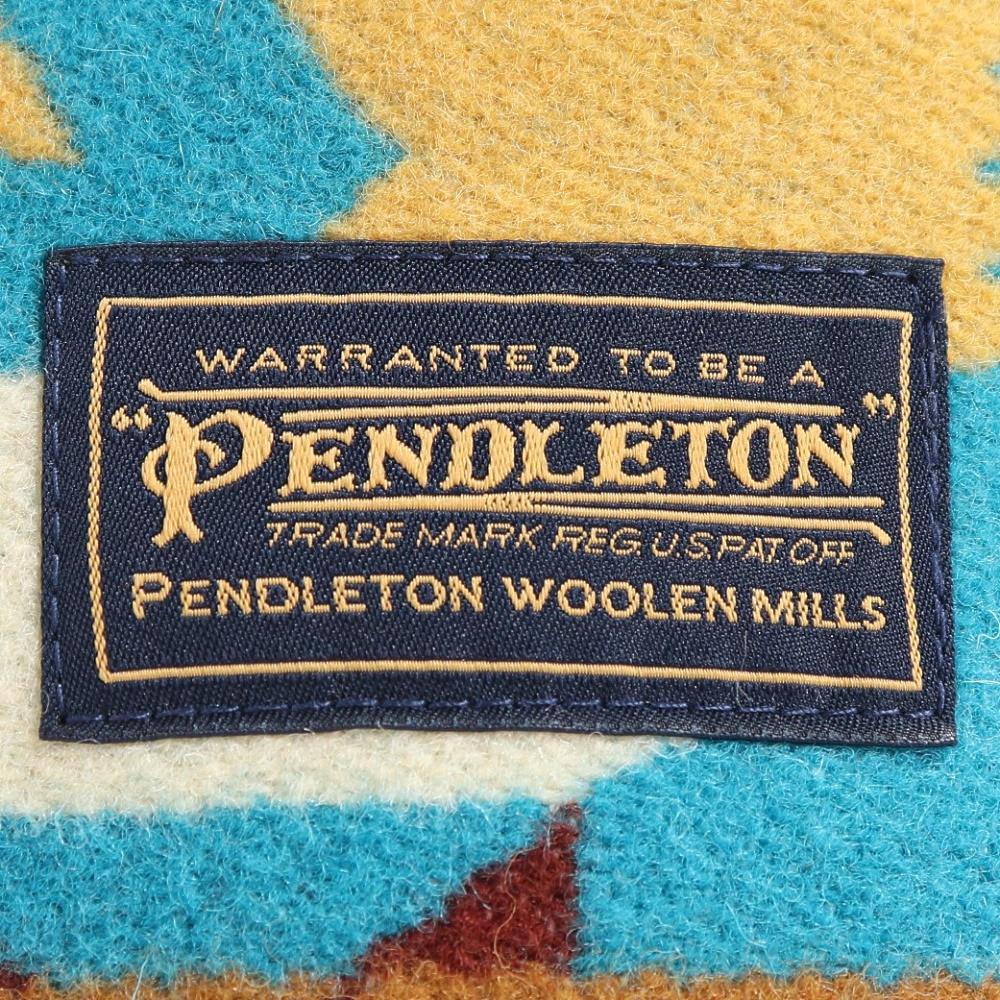 WARRANTED TO BE A
“PENDLETON”
TRADE MARK REG. U.S. PAT. OFF.
PENDLETON WOOLEN MILLS